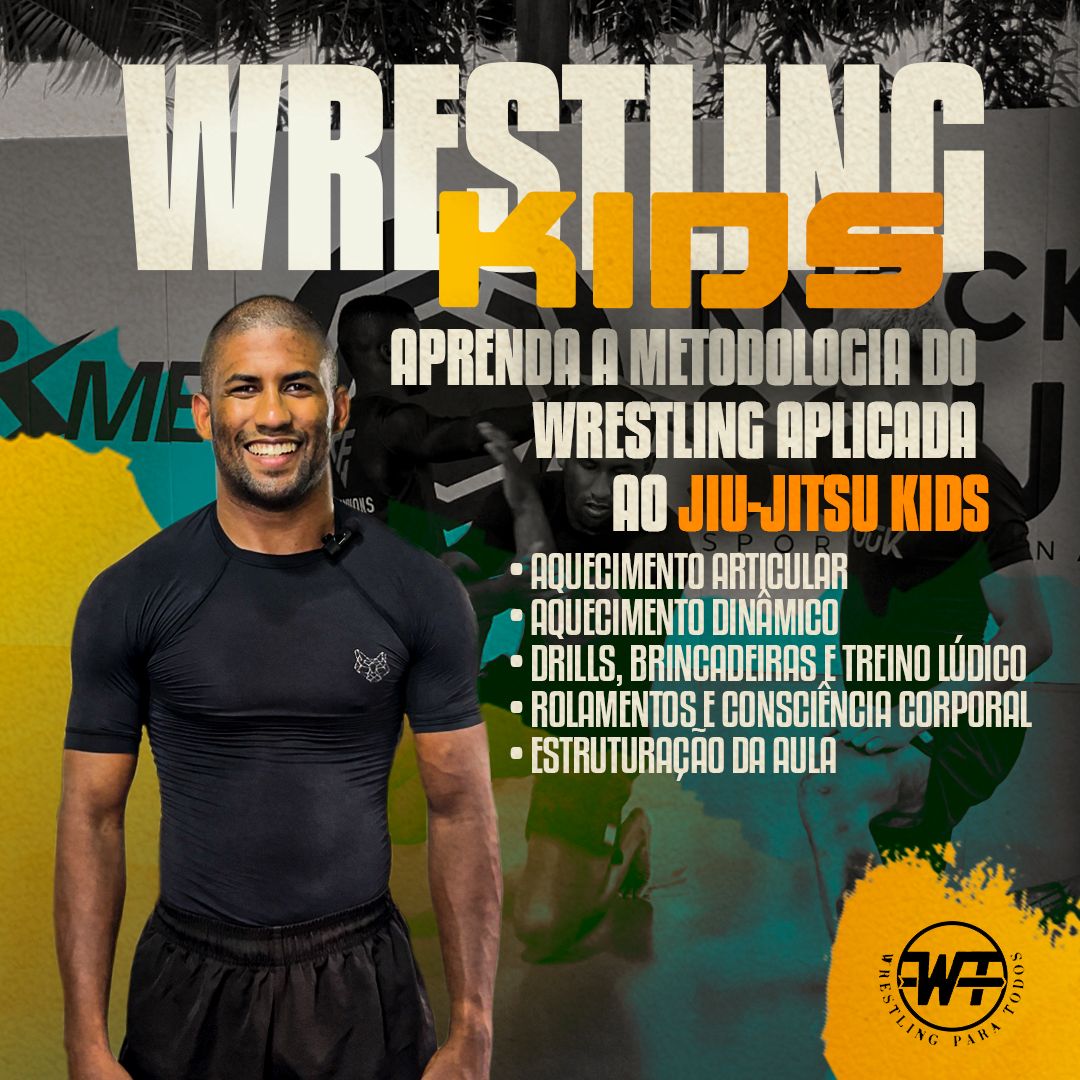 WRESTLING
KIDS
APRENDA A METODOLOGIA DO
WRESTLING APLICADA
AO JIU-JITSU KIDS
• AQUECIMENTO ARTICULAR
• AQUECIMENTO DINÂMICO
• DRILLS, BRINCADEIRAS E TREINO LÚDICO
• ROLAMENTOS E CONSCIÊNCIA CORPORAL
• ESTRUTURAÇÃO DA AULA
WT
WRESTLING PARA TODOS